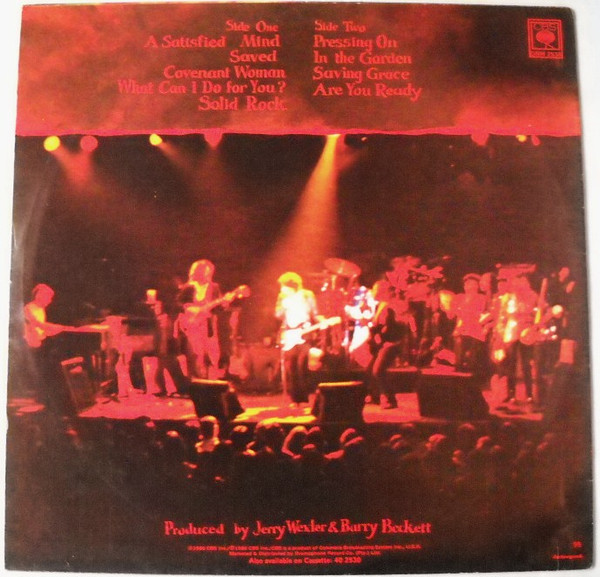 Side One
A Satisfied Mind
Saved
Covenant Woman
What Can I Do for You?
Solid Rock
Side Two
Pressing On
In the Garden
Saving Grace
Are You Ready
CBS
Produced by Jerry Wexler & Barry Beckett
Also available on Cassette: 40 2530